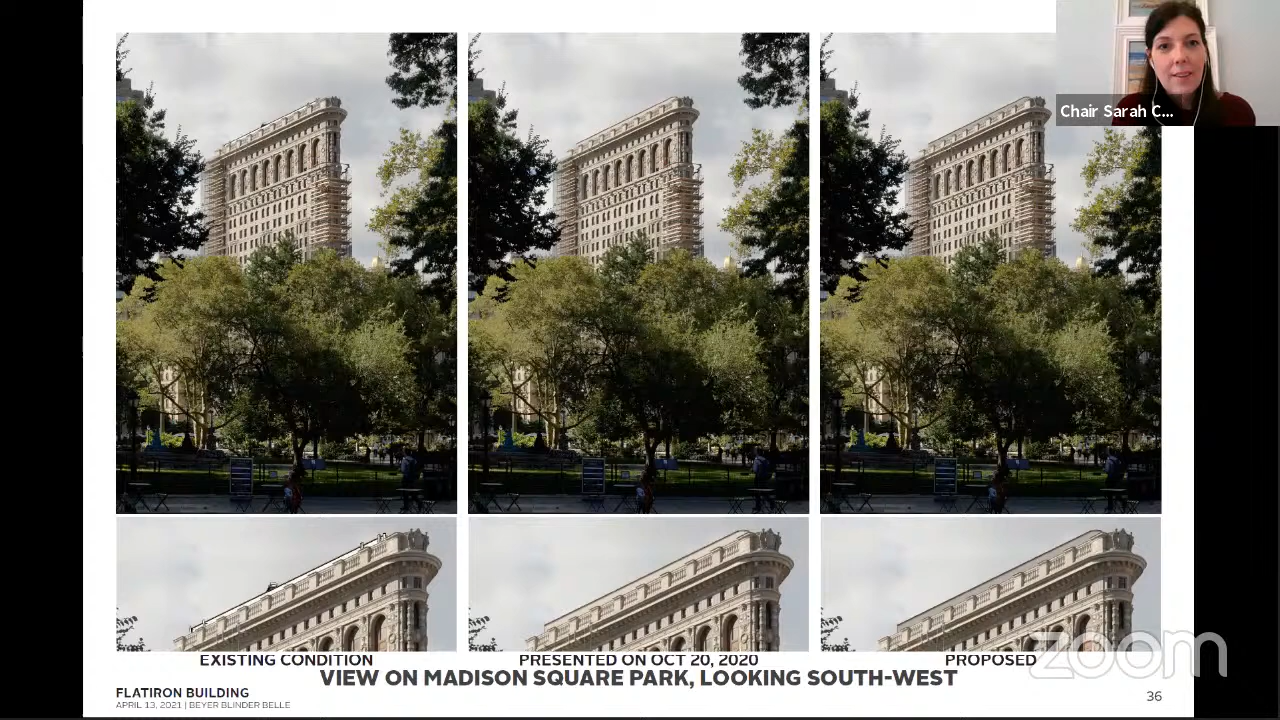 Chair Sarah C...
EXISTING CONDITION
PRESENTED ON OCT 20, 2020
PROPOSED
zoom
VIEW ON MADISON SQUARE PARK, LOOKING SOUTH-WEST
FLATIRON BUILDING
APRIL 13, 2021 | BEYER BLINDER BELLE
36